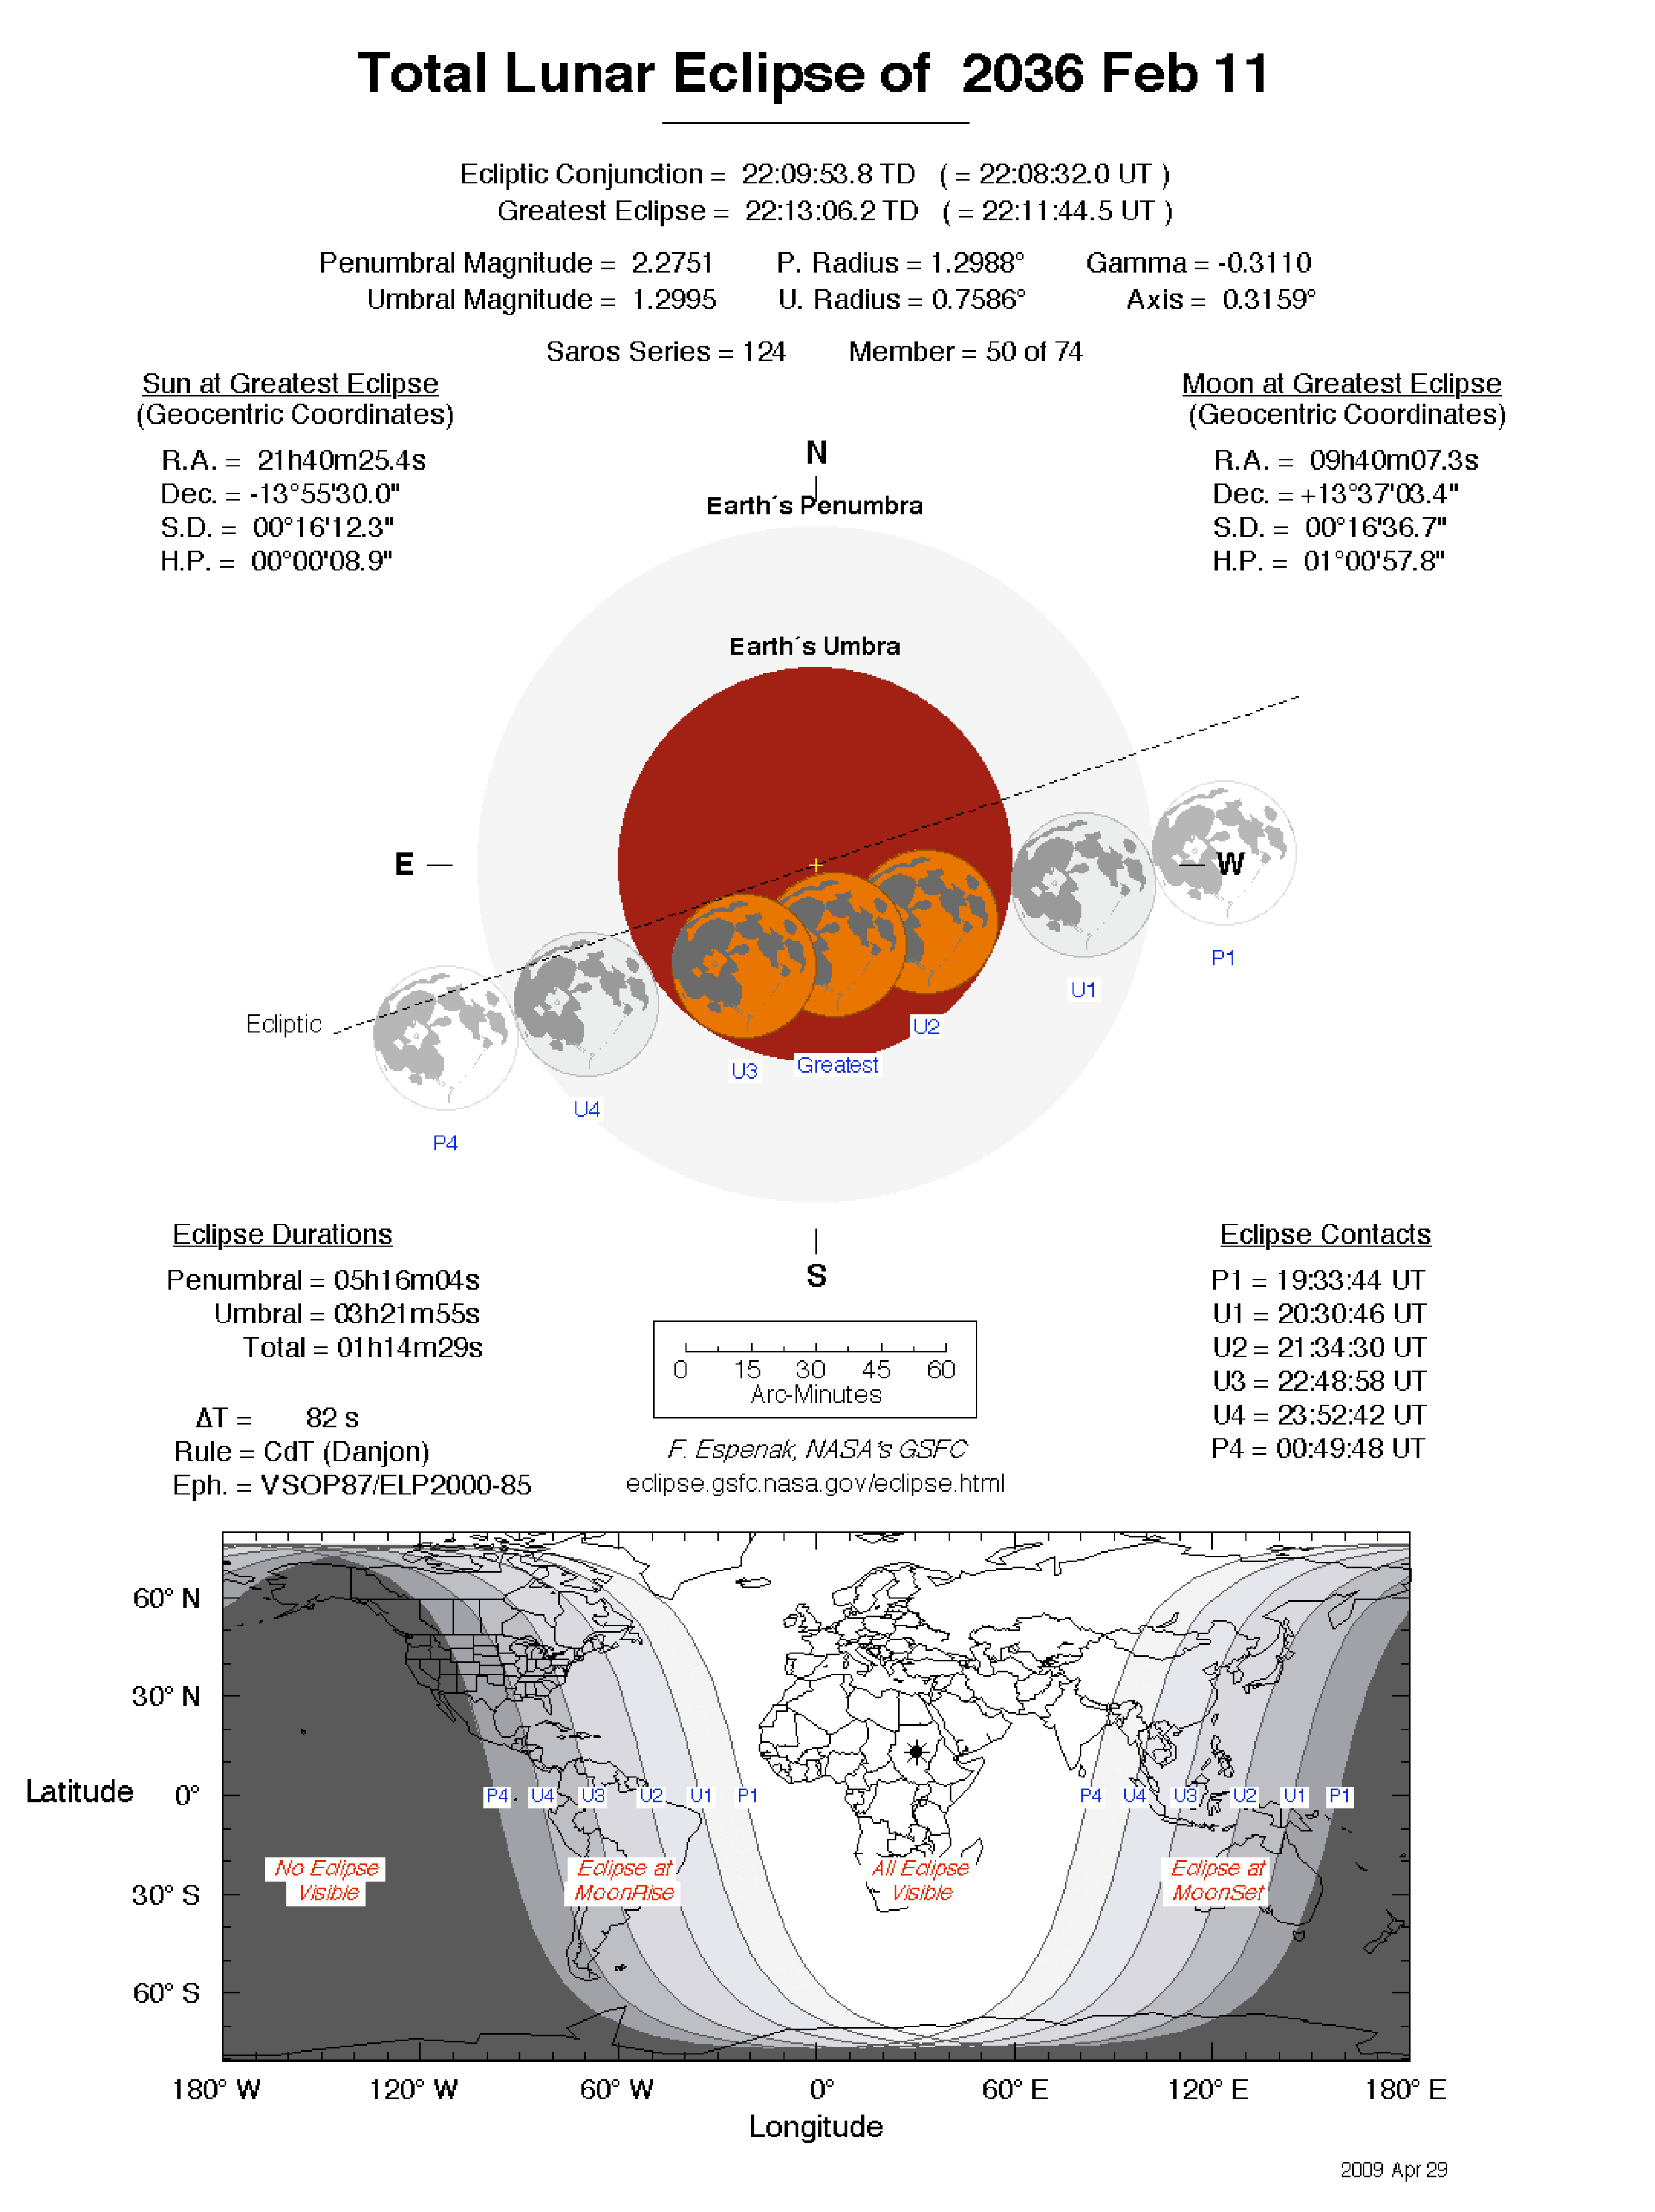 Total Lunar Eclipse of 2036 Feb 11
Ecliptic Conjunction = 22:09:53.8 TD ( = 22:08:32.0 UT )
Greatest Eclipse = 22:13:06.2 TD ( = 22:11:44.5 UT )
Penumbral Magnitude = 2.2751 P. Radius = 1.2988° Gamma = -0.3110
Umbral Magnitude = 1.2995 U. Radius = 0.7586° Axis = 0.3159°
Saros Series = 124 Member = 50 of 74
Sun at Greatest Eclipse
(Geocentric Coordinates)
R.A. = 21h40m25.4s
Dec. = -13°55'30.0"
S.D. = 00°16'12.3"
H.P. = 00°00'08.9"
Moon at Greatest Eclipse
(Geocentric Coordinates)
R.A. = 09h40m07.3s
Dec. = +13°37'03.4"
S.D. = 00°16'36.7"
H.P. = 01°00'57.8"
N
Earth´s Penumbra
Earth´s Umbra
E
W
P1
U1
U2
Ecliptic
Greatest
U3
U4
P4
S
Eclipse Durations
Penumbral = 05h16m04s
Umbral = 03h21m55s
Total = 01h14m29s
ΔT = 82 s
Rule = CdT (Danjon)
Eph. = VSOP87/ELP2000-85
0 15 30 45 60
Arc-Minutes
F. Espenak, NASA's GSFC
eclipse.gsfc.nasa.gov/eclipse.html
Eclipse Contacts
P1 = 19:33:44 UT
U1 = 20:30:46 UT
U2 = 21:34:30 UT
U3 = 22:48:58 UT
U4 = 23:52:42 UT
P4 = 00:49:48 UT
60° N
30° N
Latitude 0°
30° S
60° S
P4 U4 U3 U2 U1 P1 P4 U4 U3 U2 U1 P1
No Eclipse
Visible
Eclipse at
MoonRise
All Eclipse
Visible
Eclipse at
MoonSet
180° W 120° W 60° W 0° 60° E 120° E 180° E
Longitude
2009 Apr 29